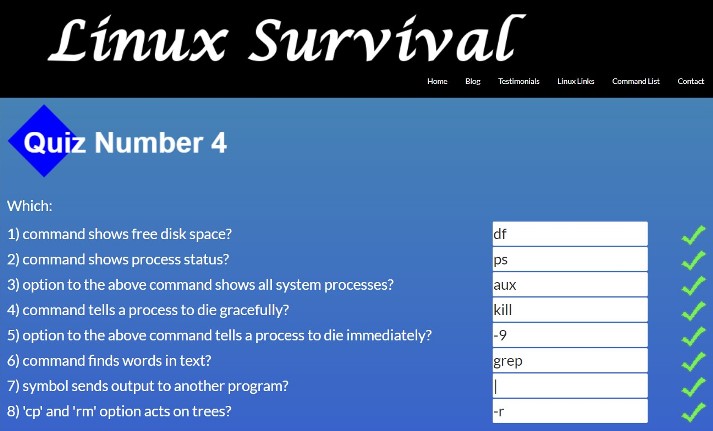 Linux Survival
Home Blog Testimonials Linux Links Command List Contact
Quiz Number 4
Which:
1) command shows free disk space? df
2) command shows process status? ps
3) option to the above command shows all system processes? aux
4) command tells a process to die gracefully? kill
5) option to the above command tells a process to die immediately? -9
6) command finds words in text? grep
7) symbol sends output to another program? |
8) 'cp' and 'rm' option acts on trees? -r